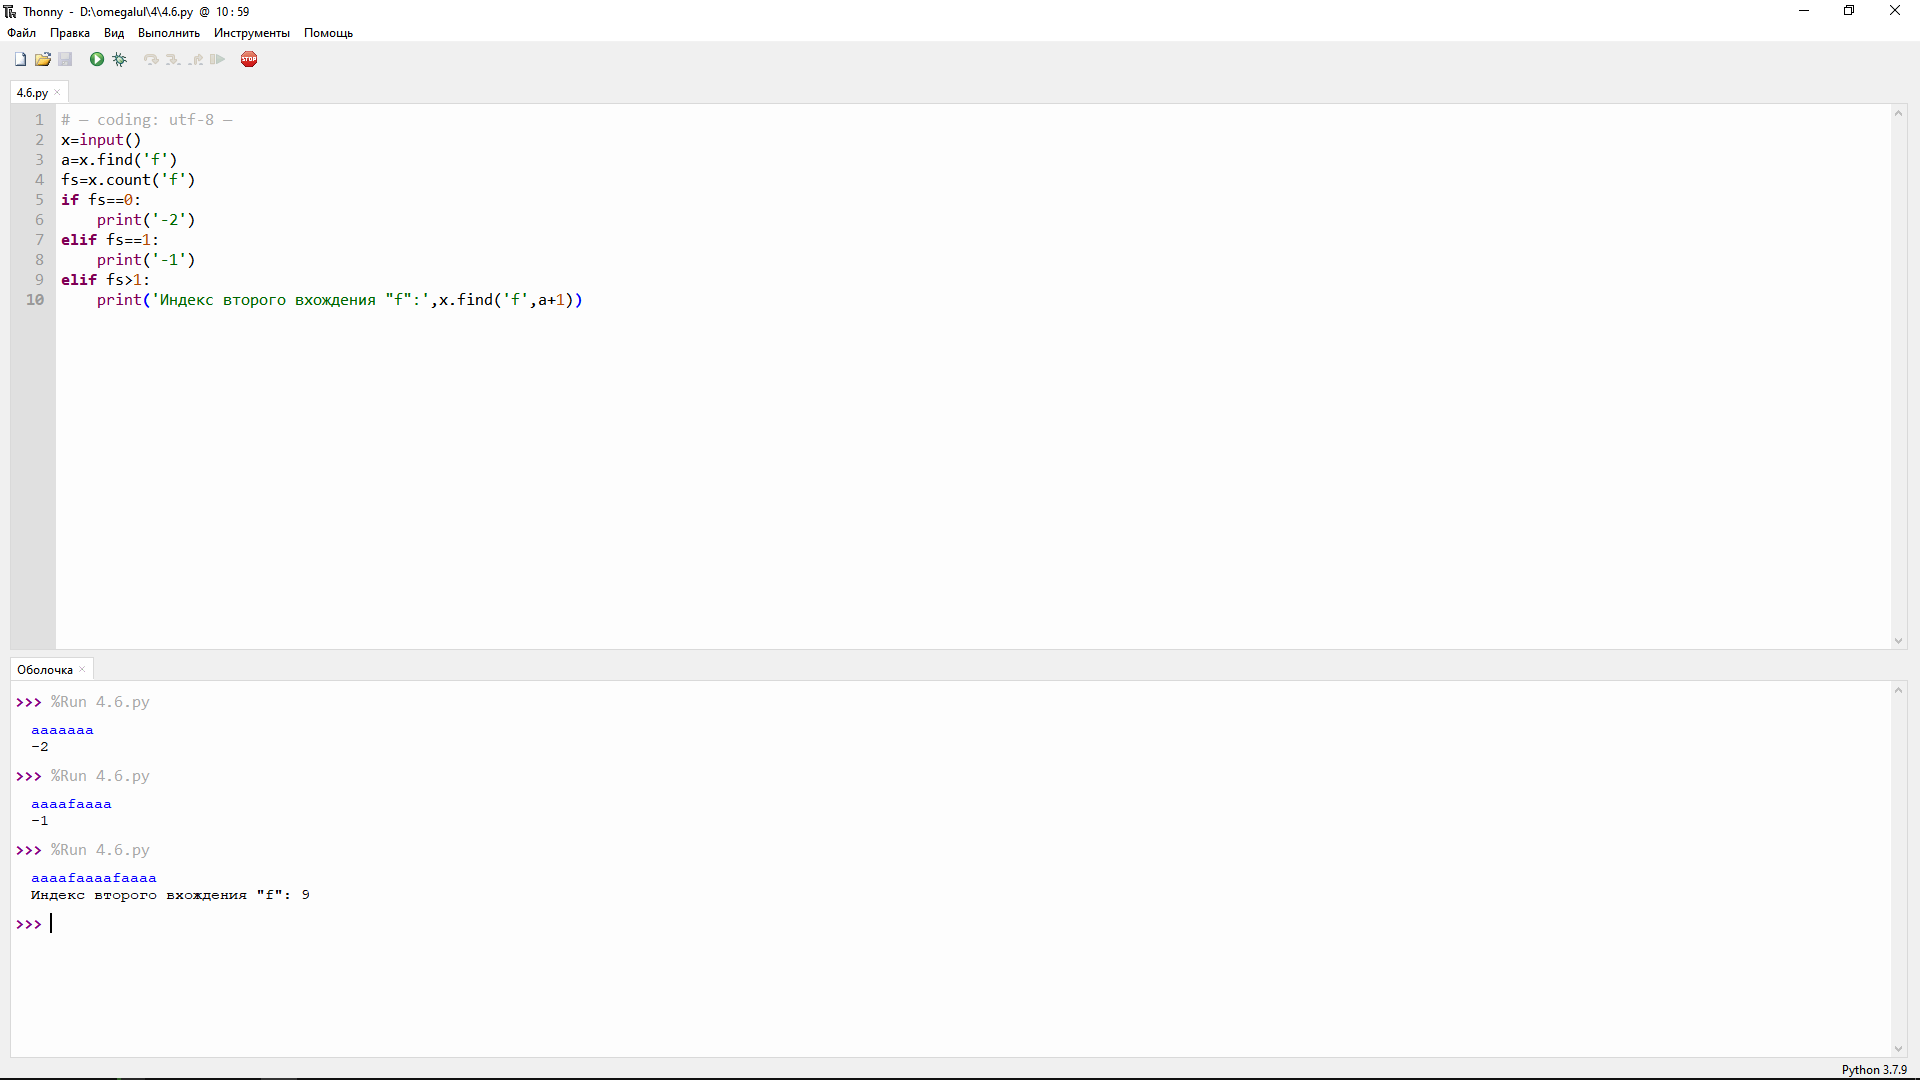 Thonny - D:\omegalul\4\4.6.py @ 10 : 59
Файл Правка Вид Выполнить Инструменты Помощь
STOP
4.6.py
1 # — coding: utf-8 —
2 x=input()
3 a=x.find('f')
4 fs=x.count('f')
5 if fs==0:
6 print('-2')
7 elif fs==1:
8 print('-1')
9 elif fs>1:
10 print('Индекс второго вхождения "f":',x.find('f',a+1))
Оболочка
>>> %Run 4.6.py
aaaaaaa
-2
>>> %Run 4.6.py
aaaafaaaa
-1
>>> %Run 4.6.py
aaaafaaaafaaaa
Индекс второго вхождения "f": 9
>>>
Python 3.7.9